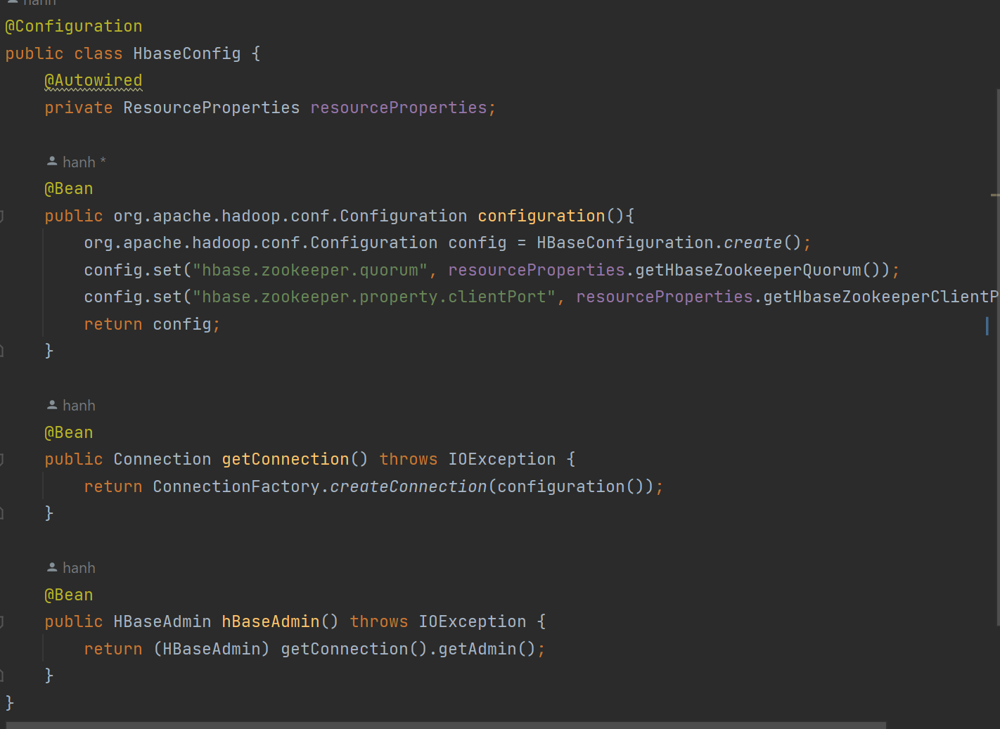 hanh
@Configuration
public class HbaseConfig {
    @Autowired
    private ResourceProperties resourceProperties;
    hanh *
    @Bean
    public org.apache.hadoop.conf.Configuration configuration(){
        org.apache.hadoop.conf.Configuration config = HBaseConfiguration.create();
        config.set("hbase.zookeeper.quorum", resourceProperties.getHbaseZookeeperQuorum());
        config.set("hbase.zookeeper.property.clientPort", resourceProperties.getHbaseZookeeperClientP
        return config;
    }
    hanh
    @Bean
    public Connection getConnection() throws IOException {
        return ConnectionFactory.createConnection(configuration());
    }
    hanh
    @Bean
    public HBaseAdmin hBaseAdmin() throws IOException {
        return (HBaseAdmin) getConnection().getAdmin();
    }
}